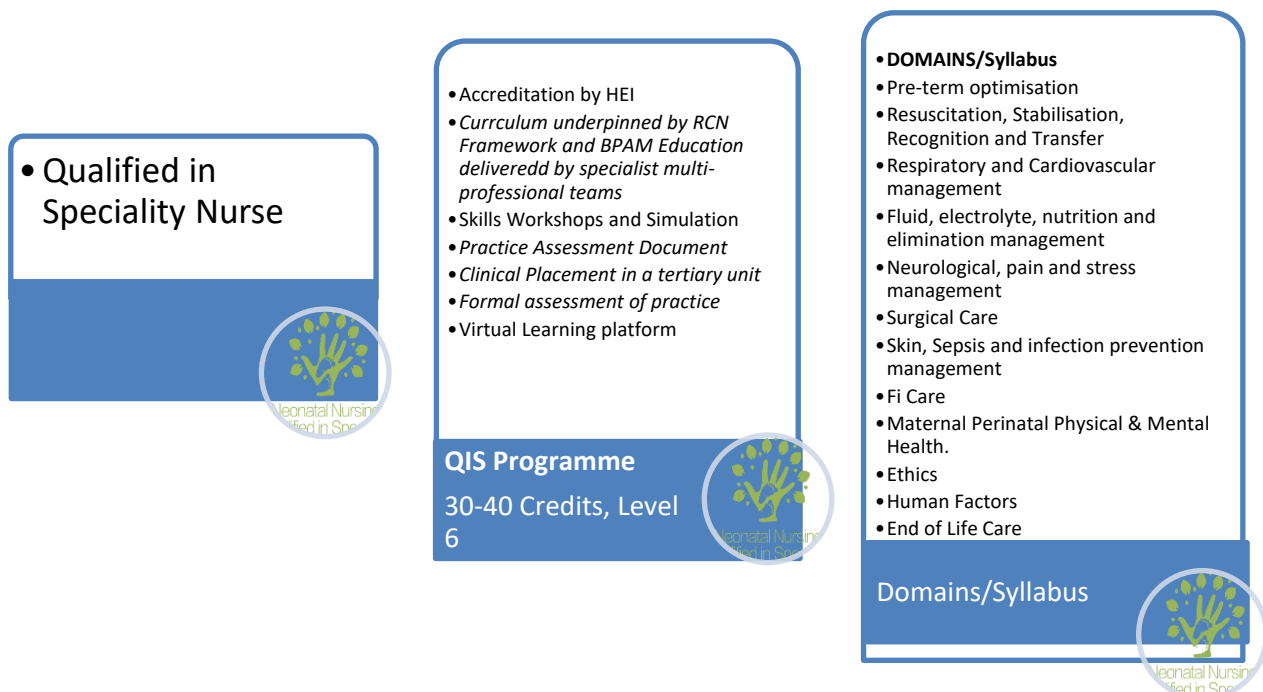 • Qualified in
Speciality Nurse
Neonatal Nursing
•Accreditation by HEI
•Currculum underpinned by RCN
Framework and BPAM Education
deliveredd by specialist multi-
professional teams
•Skills Workshops and Simulation
•Practice Assessment Document
•Clinical Placement in a tertiary unit
•Formal assessment of practice
•Virtual Learning platform
QIS Programme
30-40 Credits, Level
6
•DOMAINS/Syllabus
•Pre-term optimisation
•Resuscitation, Stabilisation,
Recognition and Transfer
•Respiratory and Cardiovascular
management
•Fluid, electrolyte, nutrition and
elimination management
•Neurological, pain and stress
management
•Surgical Care
•Skin, Sepsis and infection prevention
management
•Fi Care
•Maternal Perinatal Physical & Mental
Health.
•Ethics
•Human Factors
•End of Life Care
Domains/Syllabus